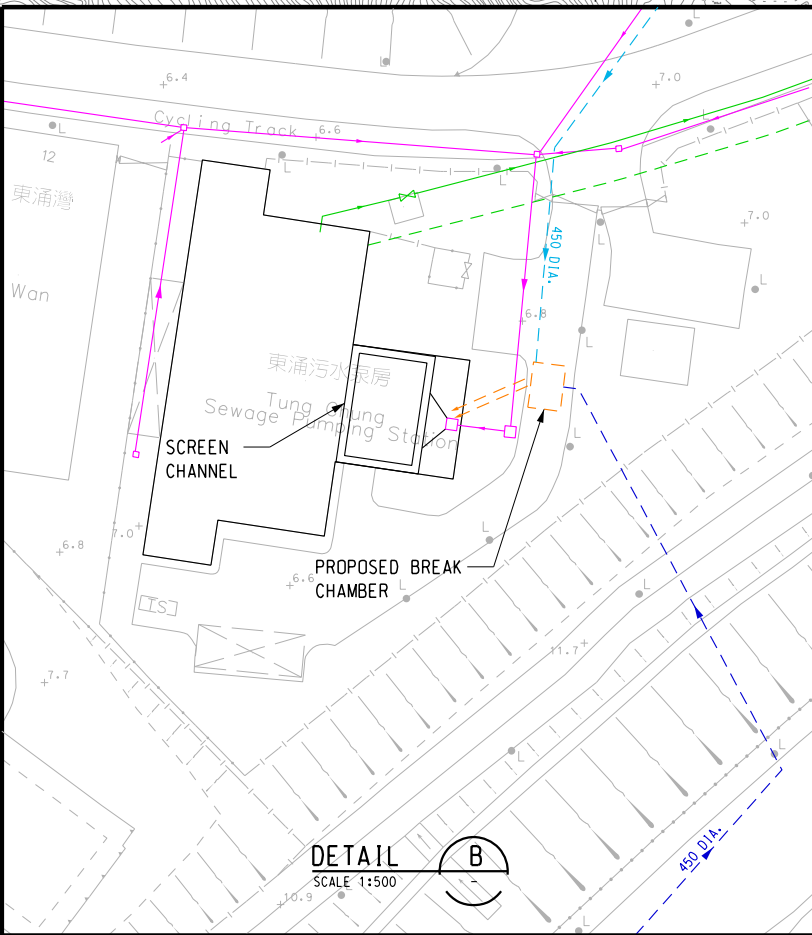 6.4
7.0
Cycling Track
6.6
L
L
L
L
L
L
12
東涌灣
Wan
7.0
L
450 DIA.
L
6.8
L
東涌污水泵房
Tung Chung
Sewage Pumping Station
SCREEN
CHANNEL
L
7.0
6.8
L
PROPOSED BREAK
CHAMBER
6.6
L
L
TS
11.7
7.7
L
L
450 DIA.
DETAIL
B
SCALE 1:500
-
10.9
L
L